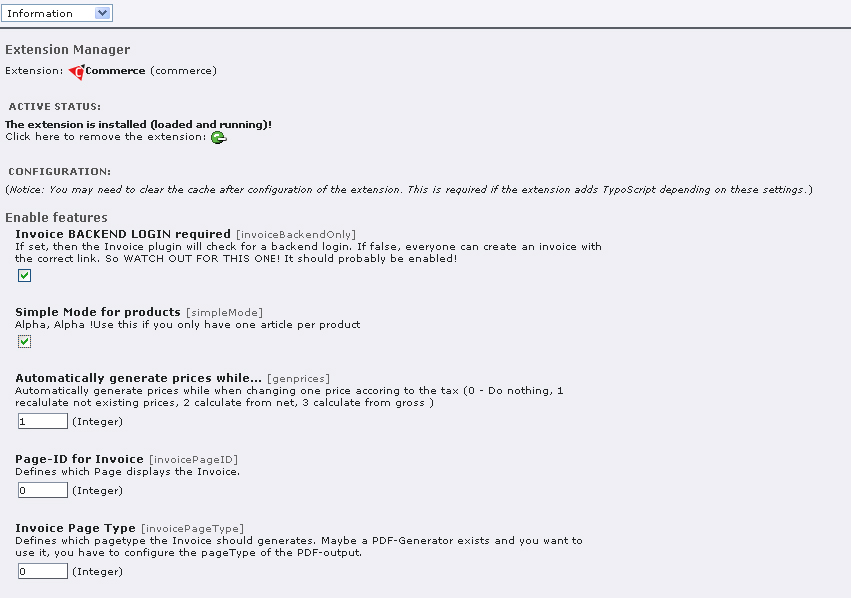 Information
Extension Manager
Extension: Commerce (commerce)
ACTIVE STATUS:
The extension is installed (loaded and running)!
Click here to remove the extension:
CONFIGURATION:
(Notice: You may need to clear the cache after configuration of the extension. This is required if the extension adds TypoScript depending on these settings.)
Enable features
Invoice BACKEND LOGIN required [invoiceBackendOnly]
If set, then the Invoice plugin will check for a backend login. If false, everyone can create an invoice with
the correct link. So WATCH OUT FOR THIS ONE! It should probably be enabled!
Simple Mode for products [simpleMode]
Alpha, Alpha !Use this if you only have one article per product
Automatically generate prices while... [genprices]
Automatically generate prices while when changing one price accoring to the tax (0 - Do nothing, 1
recalulate not existing prices, 2 calculate from net, 3 calculate from gross )
1 (Integer)
Page-ID for Invoice [invoicePageID]
Defines which Page displays the Invoice.
0 (Integer)
Invoice Page Type [invoicePageType]
Defines which pagetype the Invoice should generates. Maybe a PDF-Generator exists and you want to
use it, you have to configure the pageType of the PDF-output.
0 (Integer)